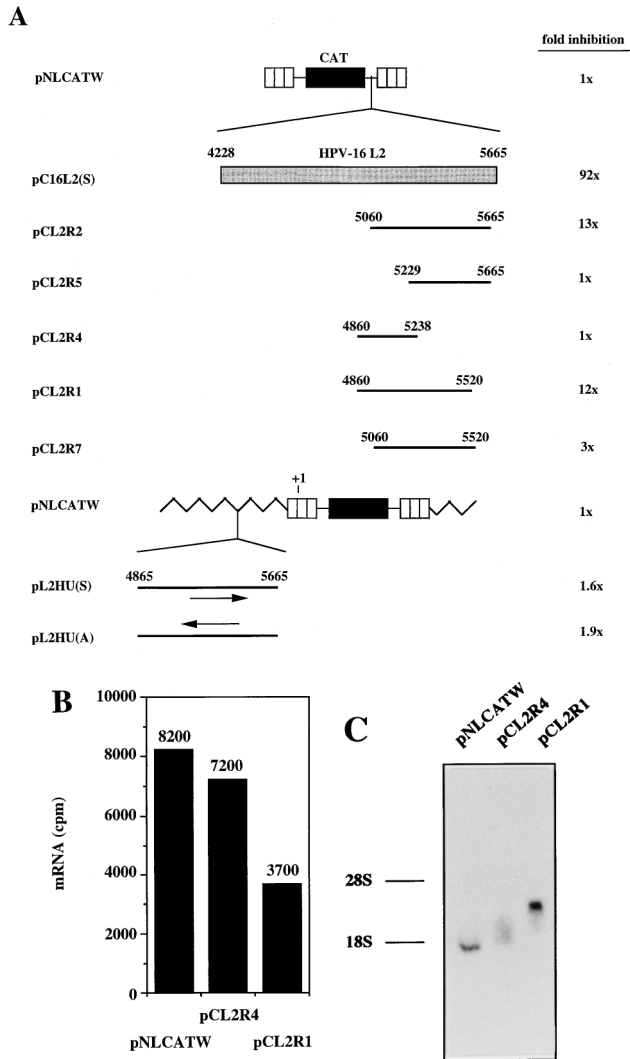 A
fold inhibition
CAT
pNLCATW 1x
4228 HPV-16 L2 5665
pC16L2(S) 92x
5060 5665
pCL2R2 13x
5229 5665
pCL2R5 1x
4860 5238
pCL2R4 1x
4860 5520
pCL2R1 12x
5060 5520
pCL2R7 3x
+1
pNLCATW 1x
4865 5665
pL2HU(S) 1.6x
pL2HU(A) 1.9x
B
mRNA (cpm)
10000
8000
6000
4000
2000
0
8200
7200
3700
pCL2R4
pNLCATW pCL2R1
C
pNLCATW
pCL2R4
pCL2R1
28S
18S